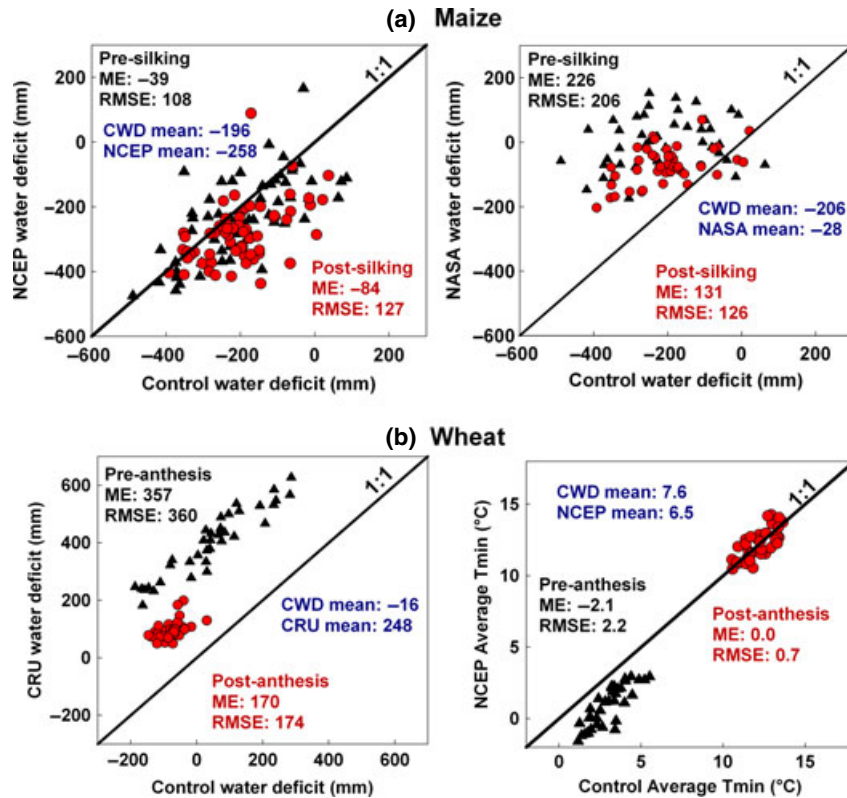 (a) Maize
Pre-silking
ME: –39
RMSE: 108
CWD mean: –196
NCEP mean: –258
Post-silking
ME: –84
RMSE: 127
1:1
NCEP water deficit (mm)
200
0
–200
–400
–600
–600 –400 –200 0 200
Control water deficit (mm)
Pre-silking
ME: 226
RMSE: 206
1:1
CWD mean: –206
NASA mean: –28
Post-silking
ME: 131
RMSE: 126
NASA water deficit (mm)
200
0
–200
–400
–600
–600 –400 –200 0 200
Control water deficit (mm)
(b) Wheat
Pre-anthesis
ME: 357
RMSE: 360
1:1
CWD mean: –16
CRU mean: 248
Post-anthesis
ME: 170
RMSE: 174
CRU water deficit (mm)
600
400
200
0
–200
–200 0 200 400 600
Control water deficit (mm)
CWD mean: 7.6
NCEP mean: 6.5
1:1
Pre-anthesis
ME: –2.1
RMSE: 2.2
Post-anthesis
ME: 0.0
RMSE: 0.7
NCEP Average Tmin (°C)
15
10
5
0
0 5 10 15
Control Average Tmin (°C)